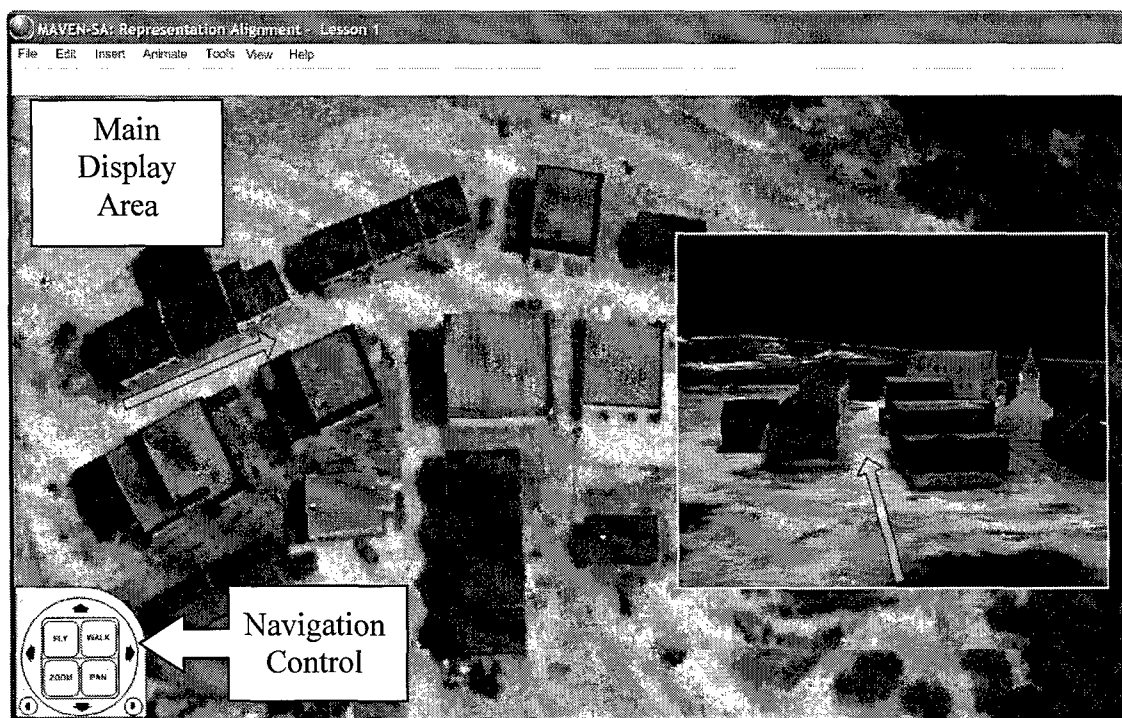 MAVEN-SA: Representation Alignment - Lesson 1
File Edit Insert Animate Tools View Help
Main
Display
Area
Navigation
Control
FLY WALK
ZOOM PAN